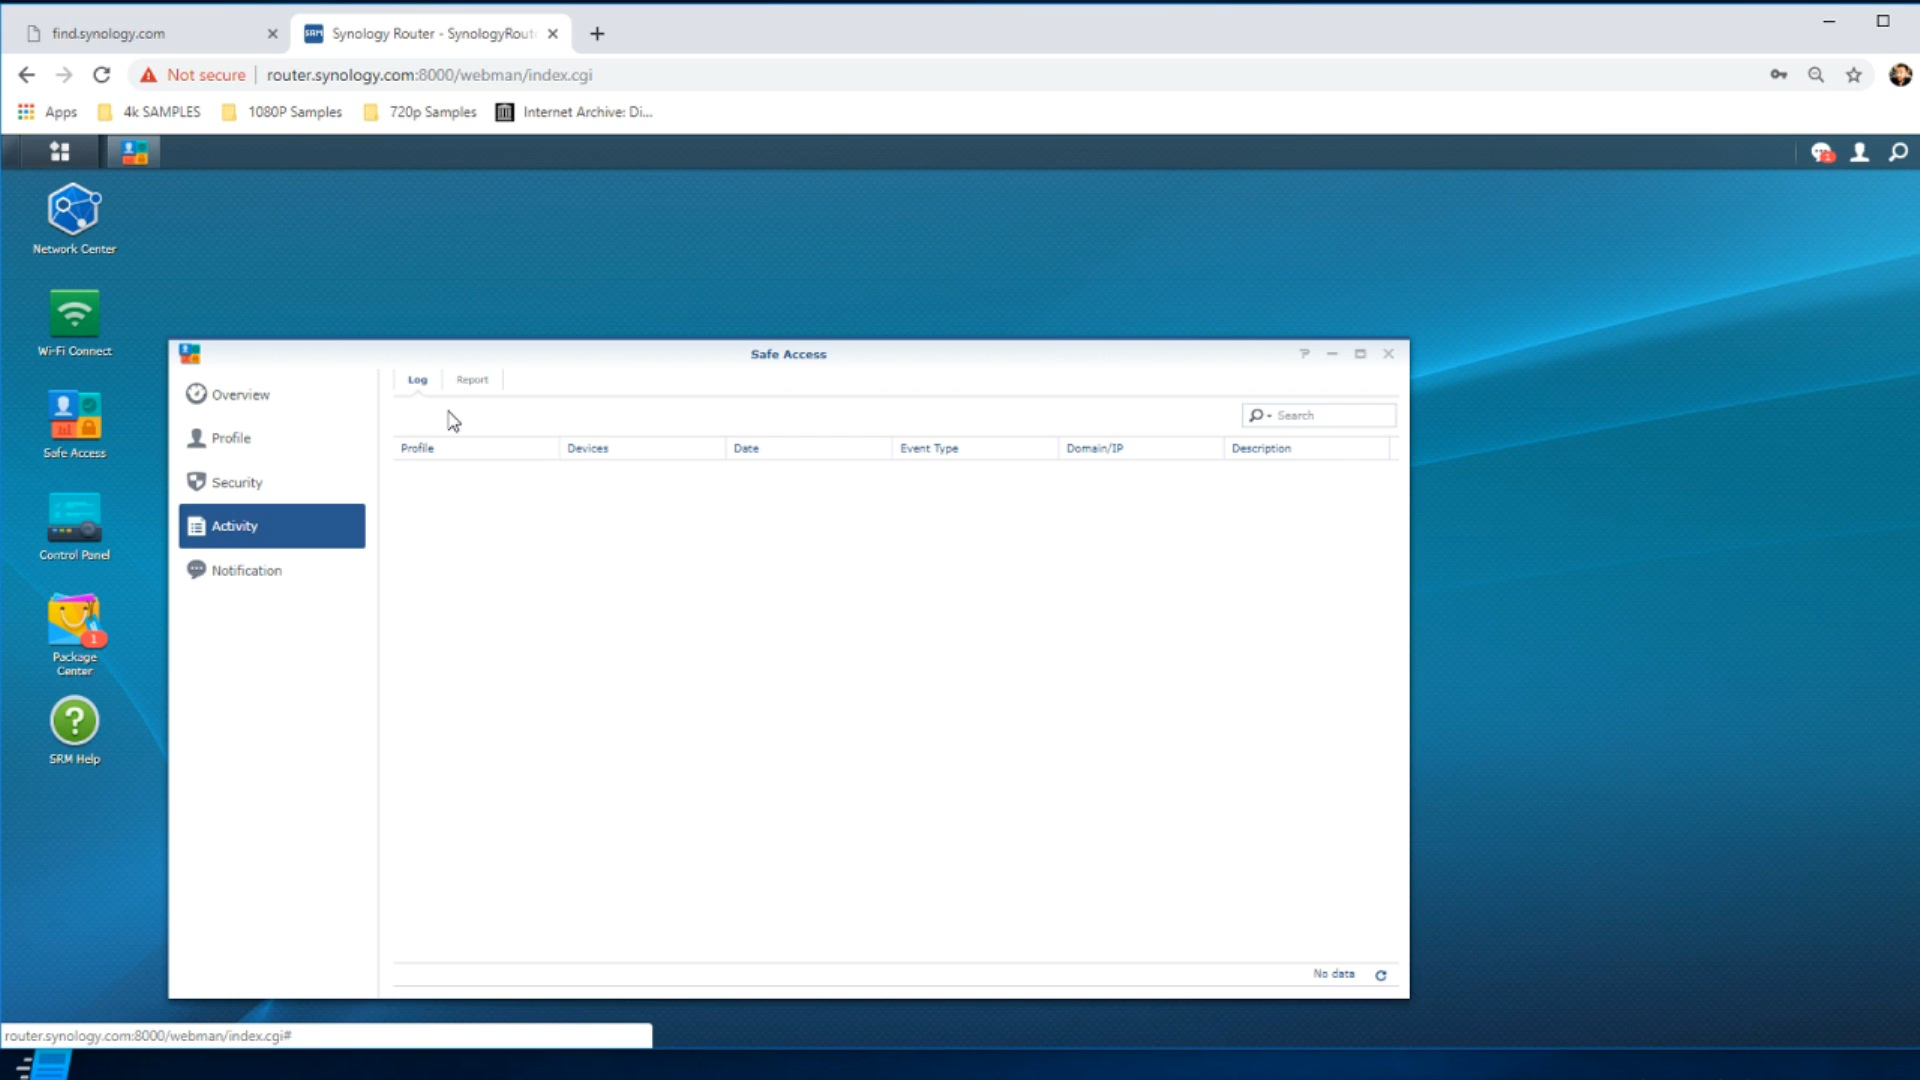 find.synology.com
SRM
Synology Router - SynologyRout
Not secure
router.synology.com:8000/webman/index.cgi
Apps
4k SAMPLES
1080P Samples
720p Samples
Internet Archive: Di...
Network Center
Wi-Fi Connect
Safe Access
Control Panel
1
Package
Center
SRM Help
Safe Access
Overview
Profile
Security
Activity
Notification
Log
Report
Search
Profile
Devices
Date
Event Type
Domain/IP
Description
No data
router.synology.com:8000/webman/index.cgi#